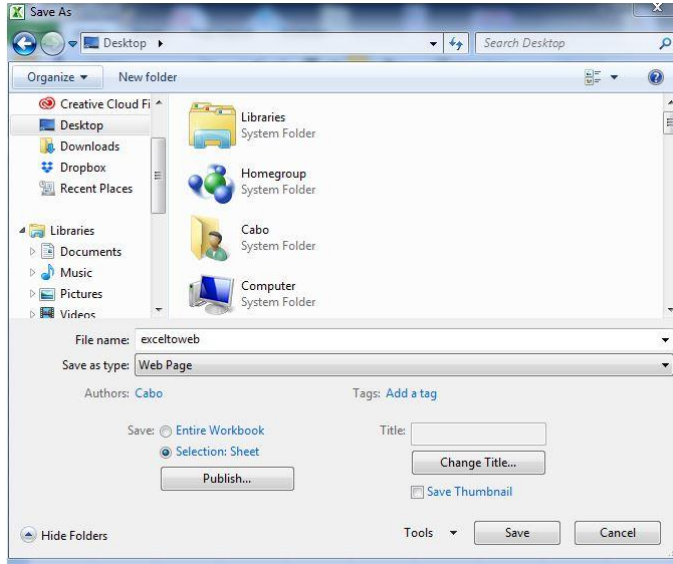 Save As
Desktop
Search Desktop
Organize New folder
Creative Cloud Fi
Desktop
Downloads
Dropbox
Recent Places
Libraries
Documents
Music
Pictures
Videos
Libraries
System Folder
Homegroup
System Folder
Cabo
System Folder
Computer
System Folder
File name: exceltoweb
Save as type: Web Page
Authors: Cabo
Tags: Add a tag
Save: Entire Workbook
Selection: Sheet
Publish...
Title:
Change Title...
Save Thumbnail
Hide Folders
Tools
Save
Cancel